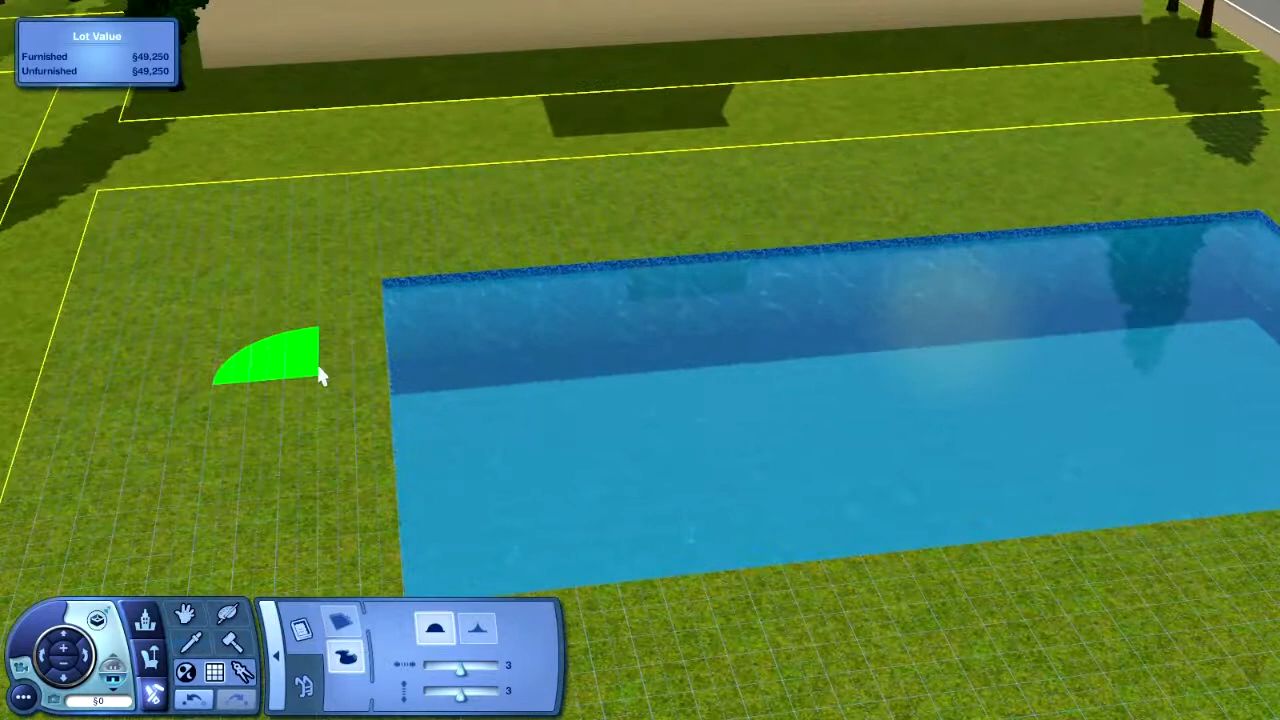 Lot Value
Furnished §49,250
Unfurnished §49,250
3
3
§0